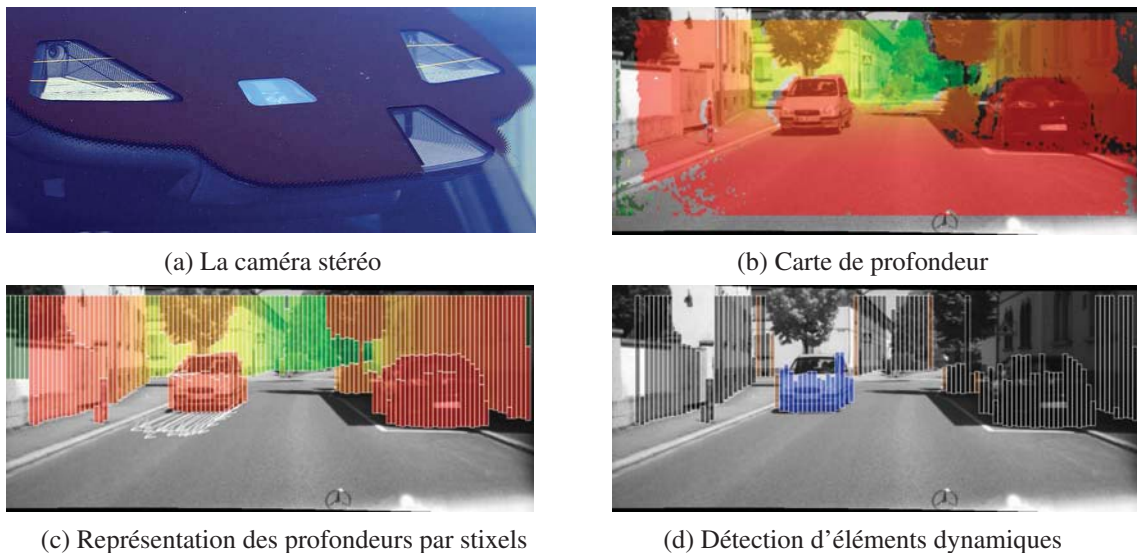 (a) La caméra stéréo
(b) Carte de profondeur
(c) Représentation des profondeurs par stixels
(d) Détection d'éléments dynamiques